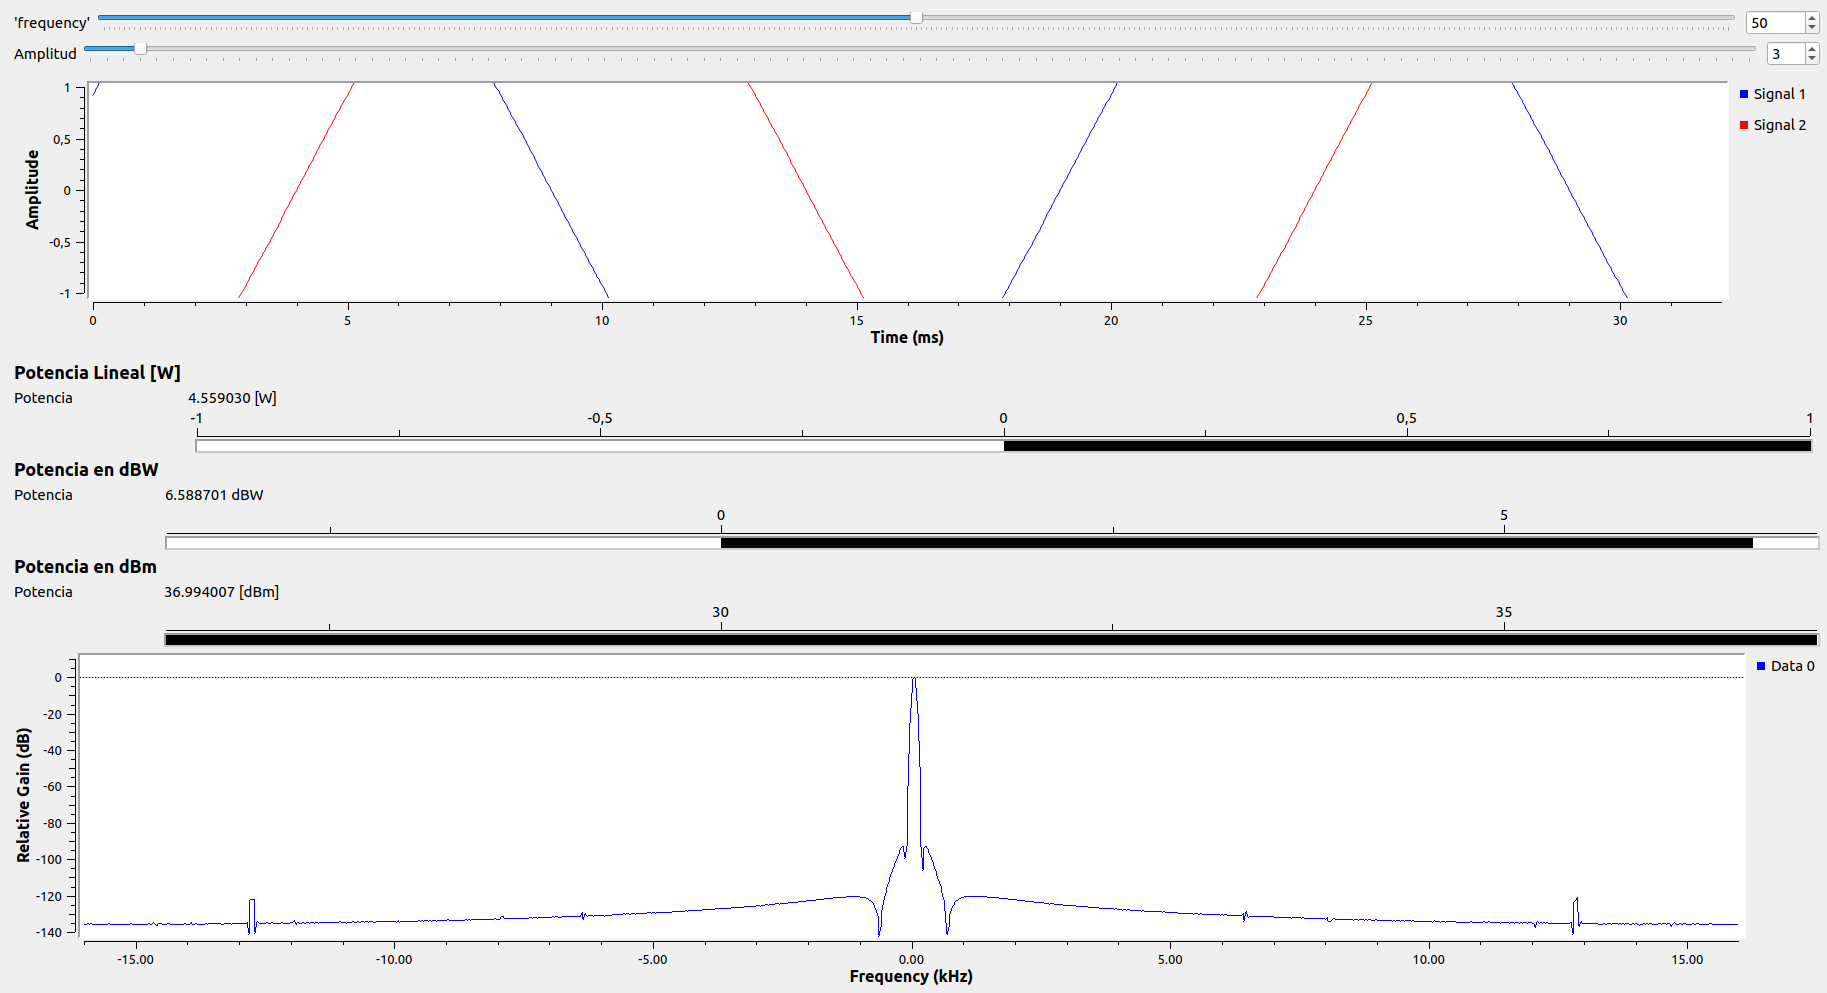 'frequency' 50
Amplitud 3
1
0,5
0
-0,5
-1
Amplitude
0 5 10 15 20 25 30
Time (ms)
Signal 1
Signal 2
Potencia Lineal [W]
Potencia 4.559030 [W]
-1 -0,5 0 0,5 1
Potencia en dBW
Potencia 6.588701 dBW
0 5
Potencia en dBm
Potencia 36.994007 [dBm]
30 35
Data 0
0
-20
-40
-60
-80
-100
-120
-140
Relative Gain (dB)
-15.00 -10.00 -5.00 0.00 5.00 10.00 15.00
Frequency (kHz)